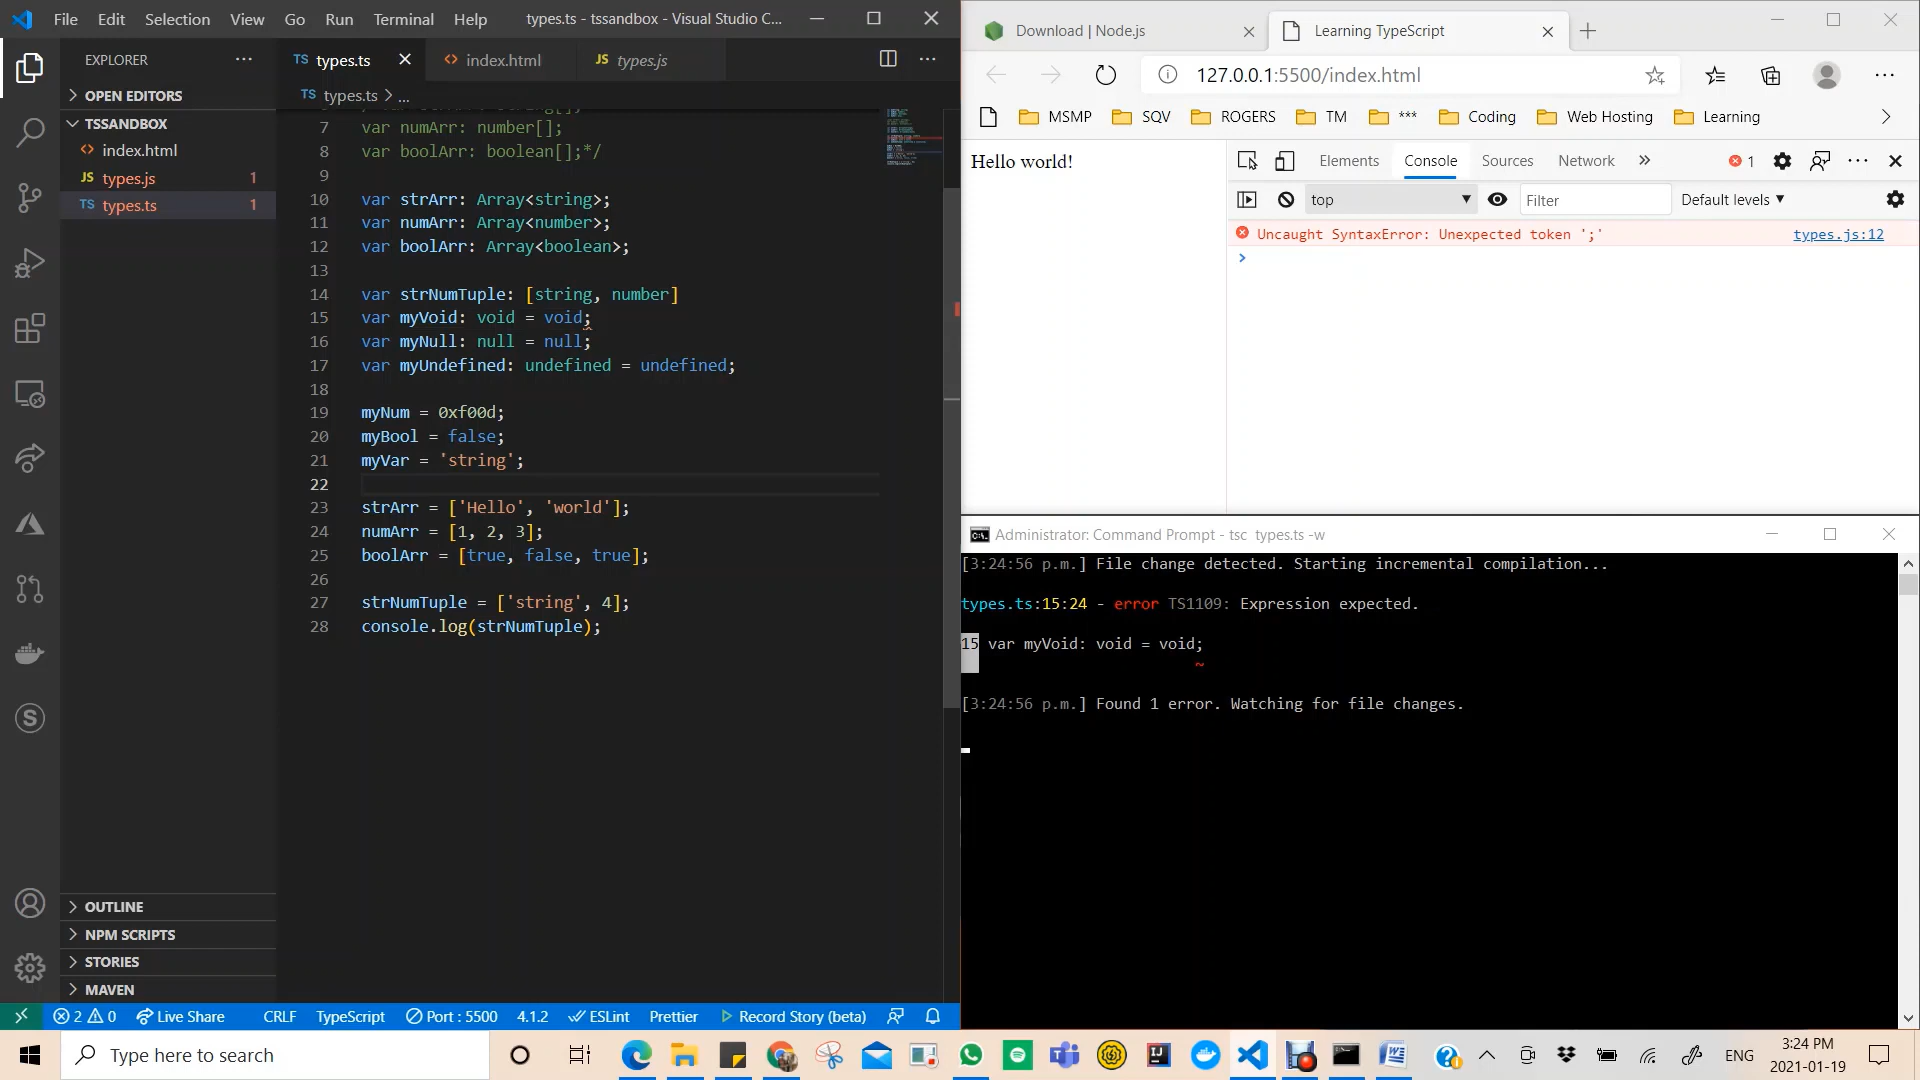 File Edit Selection View Go Run Terminal Help types.ts - tssandbox - Visual Studio C...
EXPLORER
OPEN EDITORS
TSSANDBOX
index.html
types.js 1
types.ts 1
OUTLINE
NPM SCRIPTS
STORIES
MAVEN
TS types.ts index.html JS types.js
TS types.ts > ...
7 var numArr: number[];
8 var boolArr: boolean[];*/
9
10 var strArr: Array<string>;
11 var numArr: Array<number>;
12 var boolArr: Array<boolean>;
13
14 var strNumTuple: [string, number]
15 var myVoid: void = void;
16 var myNull: null = null;
17 var myUndefined: undefined = undefined;
18
19 myNum = 0xf00d;
20 myBool = false;
21 myVar = 'string';
22
23 strArr = ['Hello', 'world'];
24 numArr = [1, 2, 3];
25 boolArr = [true, false, true];
26
27 strNumTuple = ['string', 4];
28 console.log(strNumTuple);
2 0 Live Share CRLF TypeScript Port : 5500 4.1.2 ESLint Prettier Record Story (beta)
Download | Node.js Learning TypeScript
127.0.0.1:5500/index.html
MSMP SQV ROGERS TM *** Coding Web Hosting Learning
Hello world!
Elements Console Sources Network 1
top Filter Default levels
Uncaught SyntaxError: Unexpected token ';' types.js:12
Administrator: Command Prompt - tsc types.ts -w
[3:24:56 p.m.] File change detected. Starting incremental compilation...
types.ts:15:24 - error TS1109: Expression expected.
15 var myVoid: void = void;
~
[3:24:56 p.m.] Found 1 error. Watching for file changes.
Type here to search
ENG
3:24 PM
2021-01-19